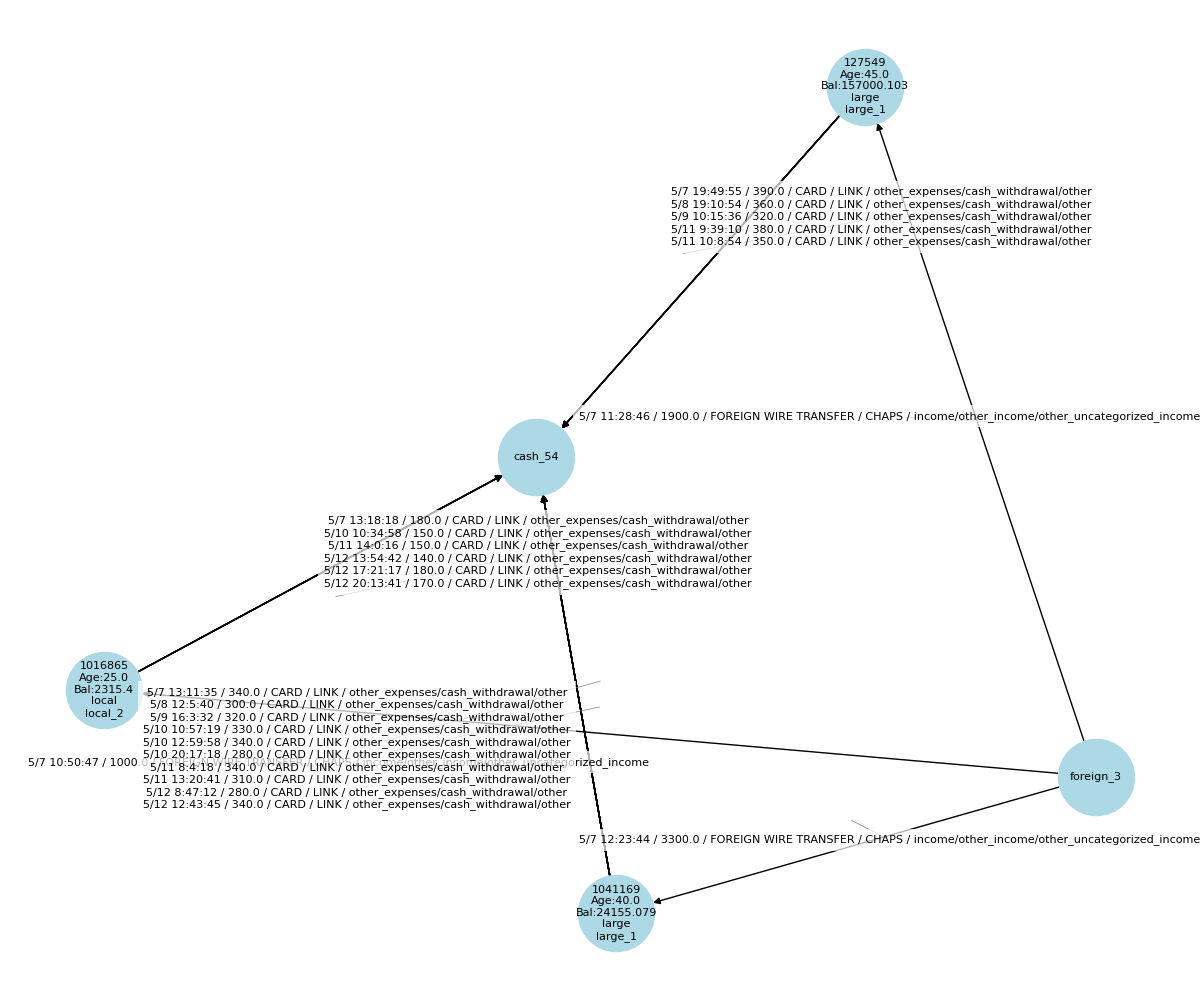 127549
Age:45.0
Bal:157000.103
large
large_1
5/7 19:49:55 / 390.0 / CARD / LINK / other_expenses/cash_withdrawal/other
5/8 19:10:54 / 360.0 / CARD / LINK / other_expenses/cash_withdrawal/other
5/9 10:15:36 / 320.0 / CARD / LINK / other_expenses/cash_withdrawal/other
5/11 9:39:10 / 380.0 / CARD / LINK / other_expenses/cash_withdrawal/other
5/11 10:8:54 / 350.0 / CARD / LINK / other_expenses/cash_withdrawal/other
5/7 11:28:46 / 1900.0 / FOREIGN WIRE TRANSFER / CHAPS / income/other_income/other_uncategorized_income
cash_54
5/7 13:18:18 / 180.0 / CARD / LINK / other_expenses/cash_withdrawal/other
5/10 10:34:58 / 150.0 / CARD / LINK / other_expenses/cash_withdrawal/other
5/11 14:0:16 / 150.0 / CARD / LINK / other_expenses/cash_withdrawal/other
5/12 13:54:42 / 140.0 / CARD / LINK / other_expenses/cash_withdrawal/other
5/12 17:21:17 / 180.0 / CARD / LINK / other_expenses/cash_withdrawal/other
5/12 20:13:41 / 170.0 / CARD / LINK / other_expenses/cash_withdrawal/other
1016865
Age:25.0
Bal:2315.4
local
local_2
5/7 13:11:35 / 340.0 / CARD / LINK / other_expenses/cash_withdrawal/other
5/8 12:5:40 / 300.0 / CARD / LINK / other_expenses/cash_withdrawal/other
5/9 16:3:32 / 320.0 / CARD / LINK / other_expenses/cash_withdrawal/other
5/10 10:57:19 / 330.0 / CARD / LINK / other_expenses/cash_withdrawal/other
5/10 12:59:58 / 340.0 / CARD / LINK / other_expenses/cash_withdrawal/other
5/10 20:17:18 / 280.0 / CARD / LINK / other_expenses/cash_withdrawal/other
5/7 10:50:47 / 1000.0 / FOREIGN WIRE TRANSFER / CHAPS / income/other_income/other_uncategorized_income
5/11 8:4:18 / 340.0 / CARD / LINK / other_expenses/cash_withdrawal/other
5/11 13:20:41 / 310.0 / CARD / LINK / other_expenses/cash_withdrawal/other
5/12 8:47:12 / 280.0 / CARD / LINK / other_expenses/cash_withdrawal/other
5/12 12:43:45 / 340.0 / CARD / LINK / other_expenses/cash_withdrawal/other
foreign_3
5/7 12:23:44 / 3300.0 / FOREIGN WIRE TRANSFER / CHAPS / income/other_income/other_uncategorized_income
1041169
Age:40.0
Bal:24155.079
large
large_1